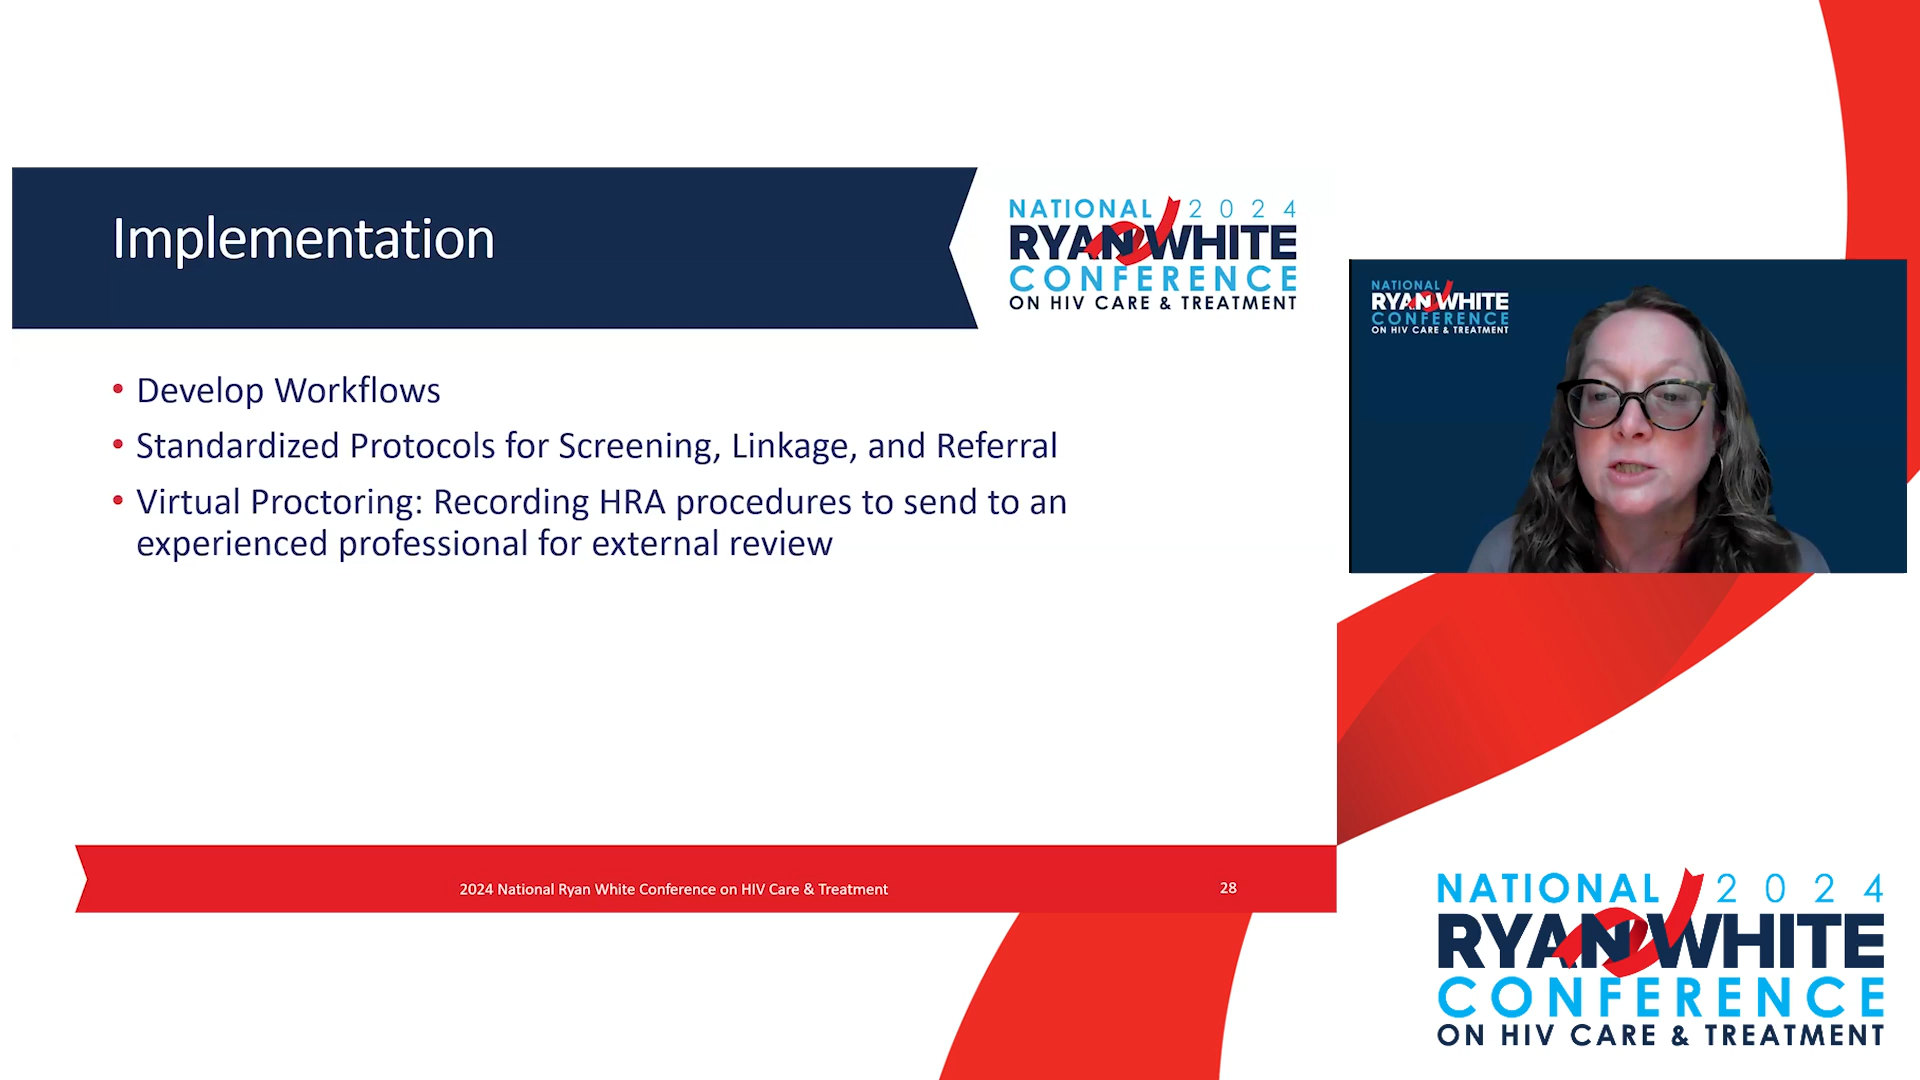 Implementation
NATIONAL 2024
RYAN WHITE
CONFERENCE
ON HIV CARE & TREATMENT
• Develop Workflows
• Standardized Protocols for Screening, Linkage, and Referral
• Virtual Proctoring: Recording HRA procedures to send to an
experienced professional for external review
2024 National Ryan White Conference on HIV Care & Treatment
28
NATIONAL
RYAN WHITE
CONFERENCE
ON HIV CARE & TREATMENT
NATIONAL 2024
RYAN WHITE
CONFERENCE
ON HIV CARE & TREATMENT